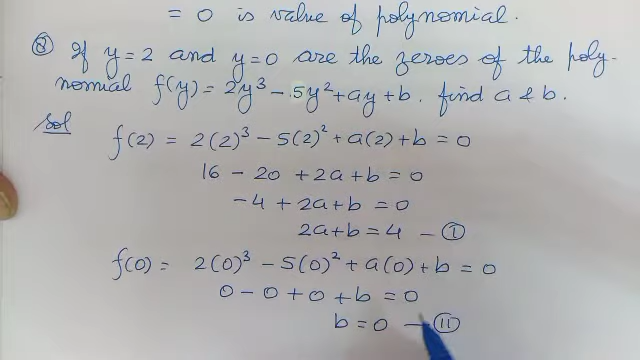 = 0 is value of polynomial.
② If y=2 and y=0 are the zeroes of the poly-
nomial f(y) = 2y³ - 5y² + ay + b. find a & b.
Sol
f(2) = 2(2)³ - 5(2)² + a(2) + b = 0
16 - 20 + 2a + b = 0
-4 + 2a + b = 0
2a + b = 4 — ①
f(0) = 2(0)³ - 5(0)² + a(0) + b = 0
0 - 0 + 0 + b = 0
b = 0 — ⑪